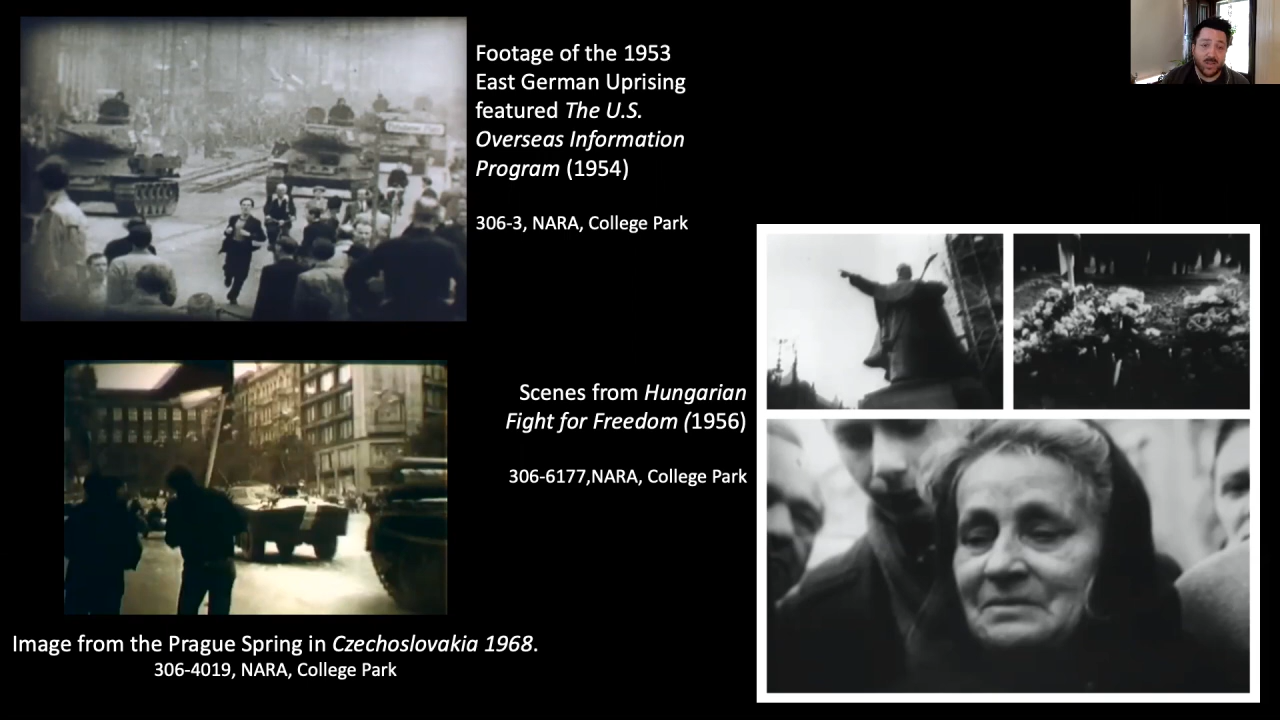 Footage of the 1953
East German Uprising
featured The U.S.
Overseas Information
Program (1954)
306-3, NARA, College Park
Scenes from Hungarian
Fight for Freedom (1956)
306-6177,NARA, College Park
Image from the Prague Spring in Czechoslovakia 1968.
306-4019, NARA, College Park